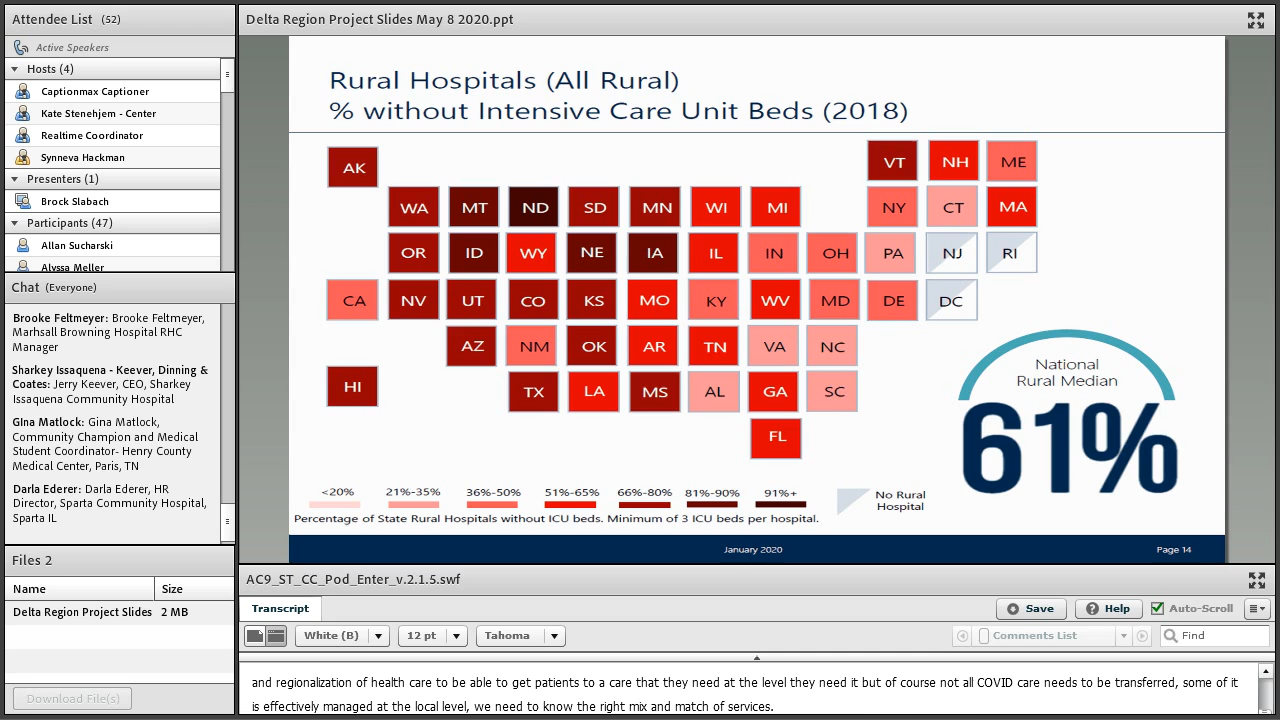 Attendee List (52)
Active Speakers
Hosts (4)
Captionmax Captioner
Kate Stenehjem - Center
Realtime Coordinator
Synneva Hackman
Presenters (1)
Brock Slabach
Participants (47)
Allan Sucharski
Alyssa Meller
Chat (Everyone)
Brooke Feltmeyer: Brooke Feltmeyer,
Marhsall Browning Hospital RHC
Manager
Sharkey Issaquena - Keever, Dinning &
Coates: Jerry Keever, CEO, Sharkey
Issaquena Community Hospital
Gina Matlock: Gina Matlock,
Community Champion and Medical
Student Coordinator- Henry County
Medical Center, Paris, TN
Darla Ederer: Darla Ederer, HR
Director, Sparta Community Hospital,
Sparta IL
Files 2
Name Size
Delta Region Project Slides 2 MB
Download File(s)
Delta Region Project Slides May 8 2020.ppt
Rural Hospitals (All Rural)
% without Intensive Care Unit Beds (2018)
AK VT NH ME
WA MT ND SD MN WI MI NY CT MA
OR ID WY NE IA IL IN OH PA NJ RI
CA NV UT CO KS MO KY WV MD DE DC
AZ NM OK AR TN VA NC
HI TX LA MS AL GA SC
FL
National
Rural Median
61%
<20% 21%-35% 36%-50% 51%-65% 66%-80% 81%-90% 91%+
No Rural
Hospital
Percentage of State Rural Hospitals without ICU beds. Minimum of 3 ICU beds per hospital.
January 2020 Page 14
AC9_ST_CC_Pod_Enter_v.2.1.5.swf
Transcript Save Help Auto-Scroll
White (B) 12 pt Tahoma Comments List Find
and regionalization of health care to be able to get patients to a care that they need at the level they need it but of course not all COVID care needs to be transferred, some of it
is effectively managed at the local level, we need to know the right mix and match of services.